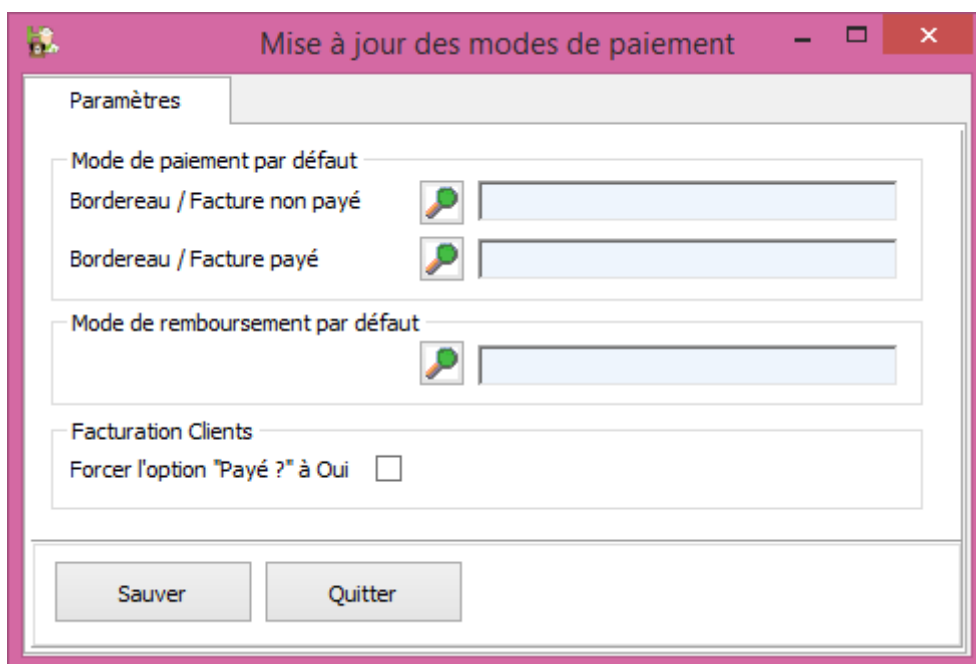 Mise à jour des modes de paiement
Paramètres
Mode de paiement par défaut
Bordereau / Facture non payé
Bordereau / Facture payé
Mode de remboursement par défaut
Facturation Clients
Forcer l'option "Payé ?" à Oui
Sauver Quitter